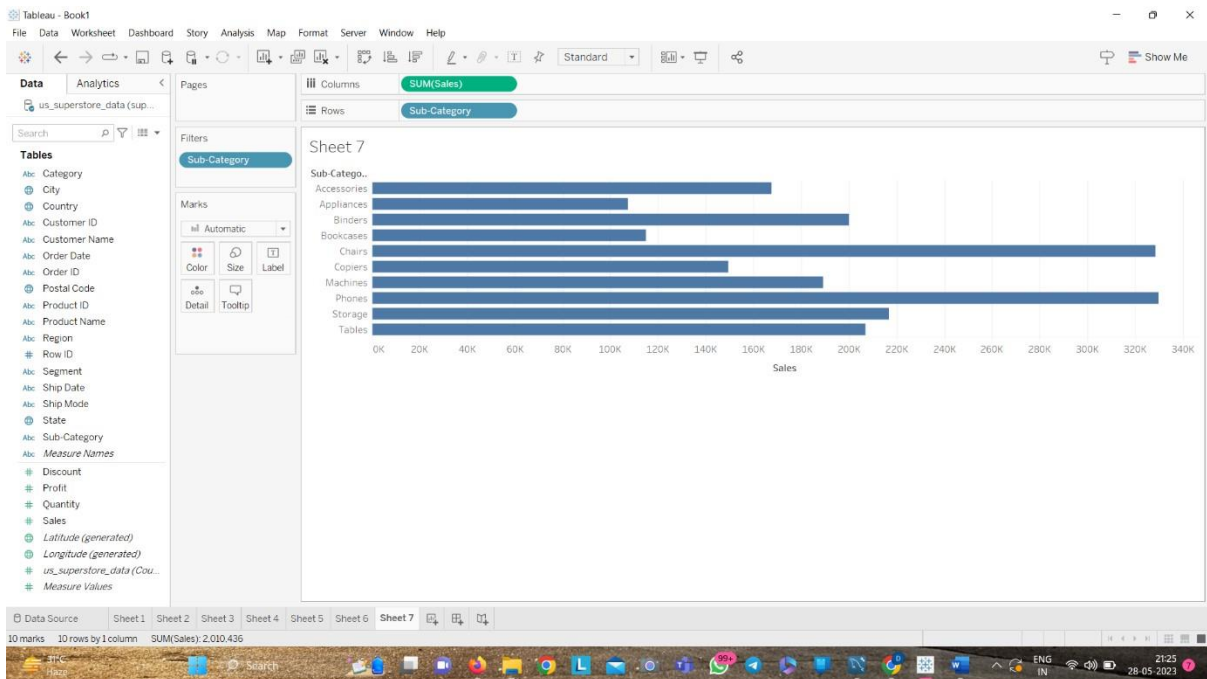 Tableau - Book1
File Data Worksheet Dashboard Story Analysis Map Format Server Window Help
Standard
Show Me
Data Analytics
us_superstore_data (sup...
Search
Tables
Abc Category
City
Country
Abc Customer ID
Abc Customer Name
Abc Order Date
Abc Order ID
Postal Code
Abc Product ID
Abc Product Name
Abc Region
# Row ID
Abc Segment
Abc Ship Date
Abc Ship Mode
State
Abc Sub-Category
Abc Measure Names
# Discount
# Profit
# Quantity
# Sales
Latitude (generated)
Longitude (generated)
# us_superstore_data (Cou...
# Measure Values
Pages
Filters
Sub-Category
Marks
Automatic
Color Size Label
Detail Tooltip
Columns SUM(Sales)
Rows Sub-Category
Sheet 7
Sub-Catego..
Accessories
Appliances
Binders
Bookcases
Chairs
Copiers
Machines
Phones
Storage
Tables
0K 20K 40K 60K 80K 100K 120K 140K 160K 180K 200K 220K 240K 260K 280K 300K 320K 340K
Sales
Data Source Sheet 1 Sheet 2 Sheet 3 Sheet 4 Sheet 5 Sheet 6 Sheet 7
10 marks 10 rows by 1 column SUM(Sales): 2,010,436
31°C
Haze
Search
99+
ENG
IN
21:25
28-05-2023